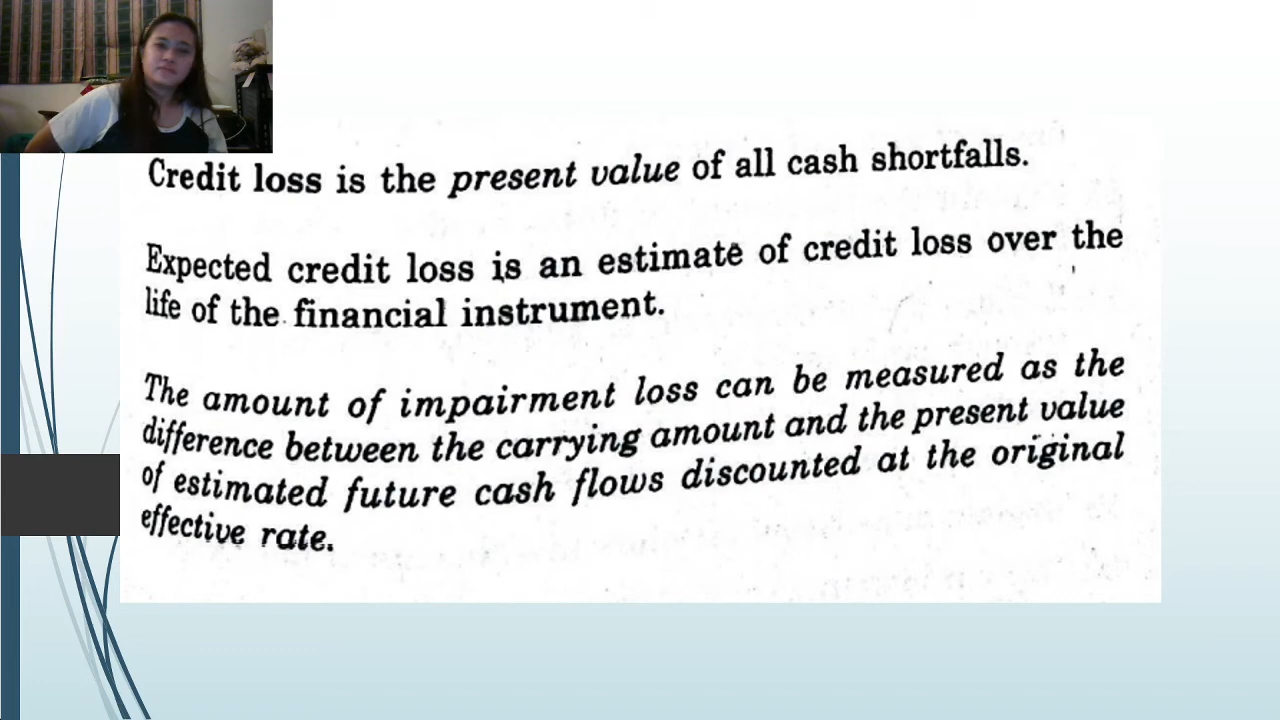 Credit loss is the present value of all cash shortfalls.
Expected credit loss is an estimate of credit loss over the
life of the financial instrument.
The amount of impairment loss can be measured as the
difference between the carrying amount and the present value
of estimated future cash flows discounted at the original
effective rate.